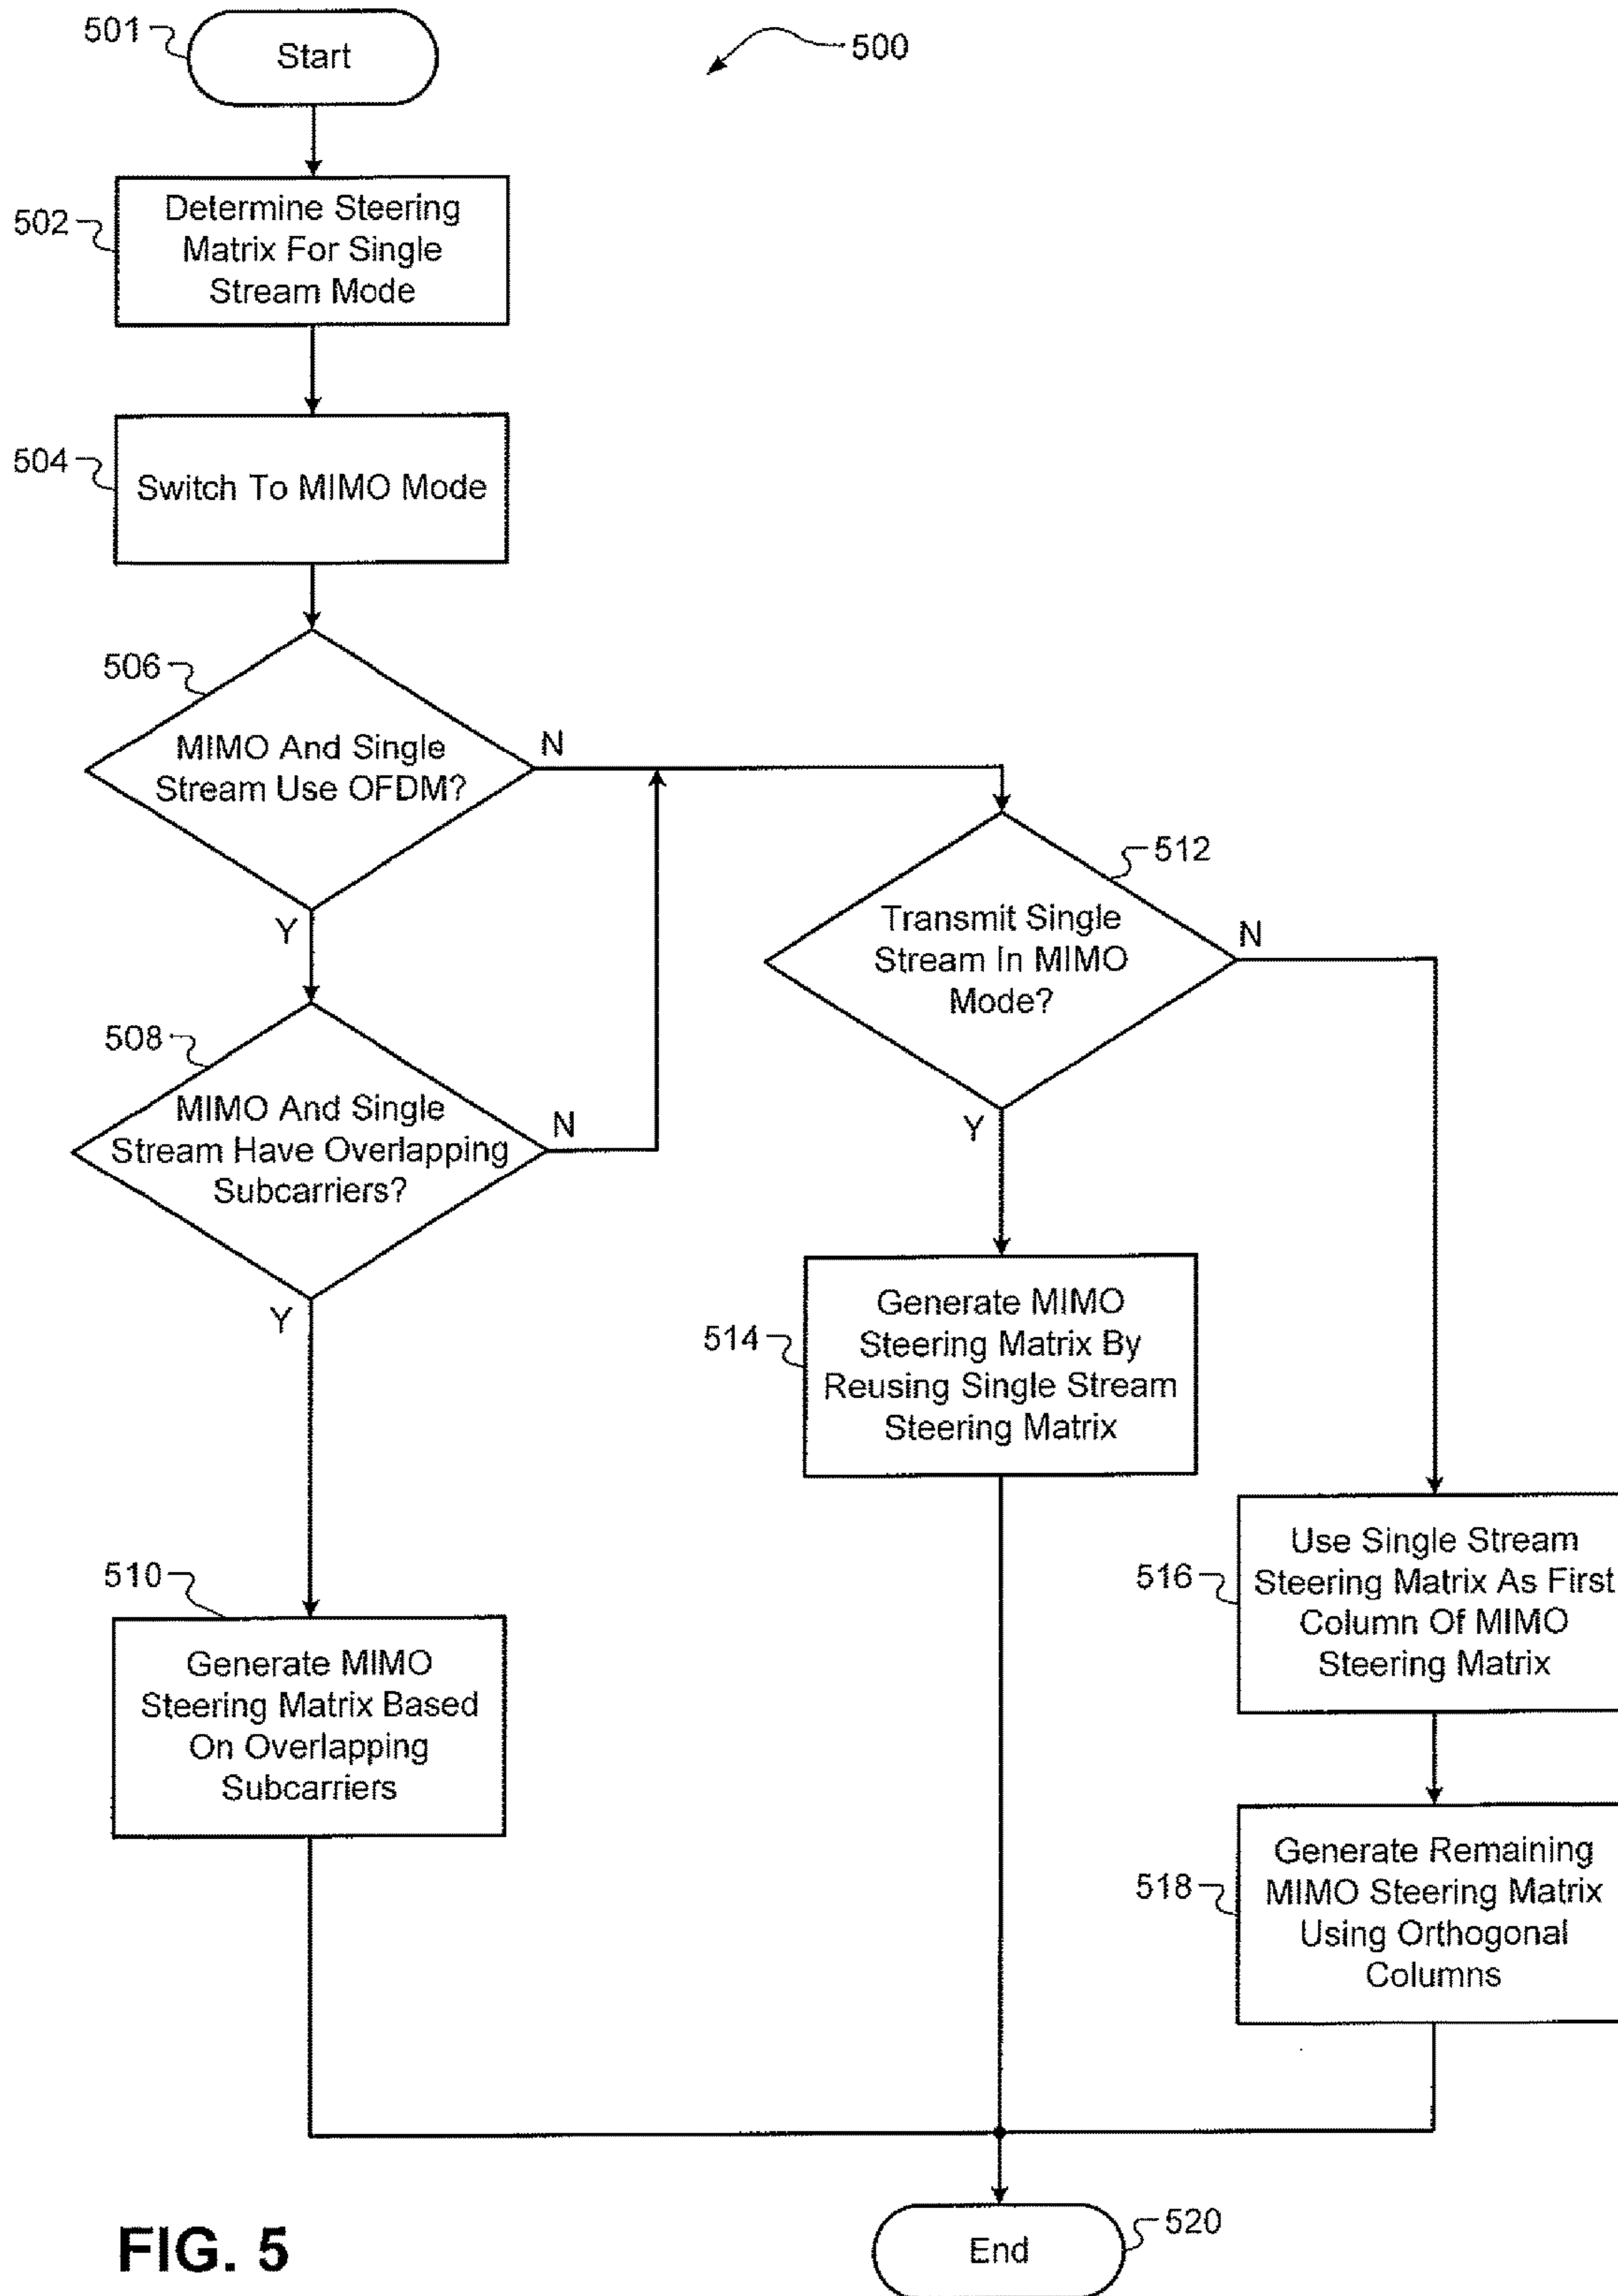 501
Start
500
502
Determine Steering
Matrix For Single
Stream Mode
504
Switch To MIMO Mode
506
MIMO And Single
Stream Use OFDM?
N
Y
508
MIMO And Single
Stream Have Overlapping
Subcarriers?
N
Y
510
Generate MIMO
Steering Matrix Based
On Overlapping
Subcarriers
512
Transmit Single
Stream In MIMO
Mode?
N
Y
514
Generate MIMO
Steering Matrix By
Reusing Single Stream
Steering Matrix
516
Use Single Stream
Steering Matrix As First
Column Of MIMO
Steering Matrix
518
Generate Remaining
MIMO Steering Matrix
Using Orthogonal
Columns
End
520
FIG. 5